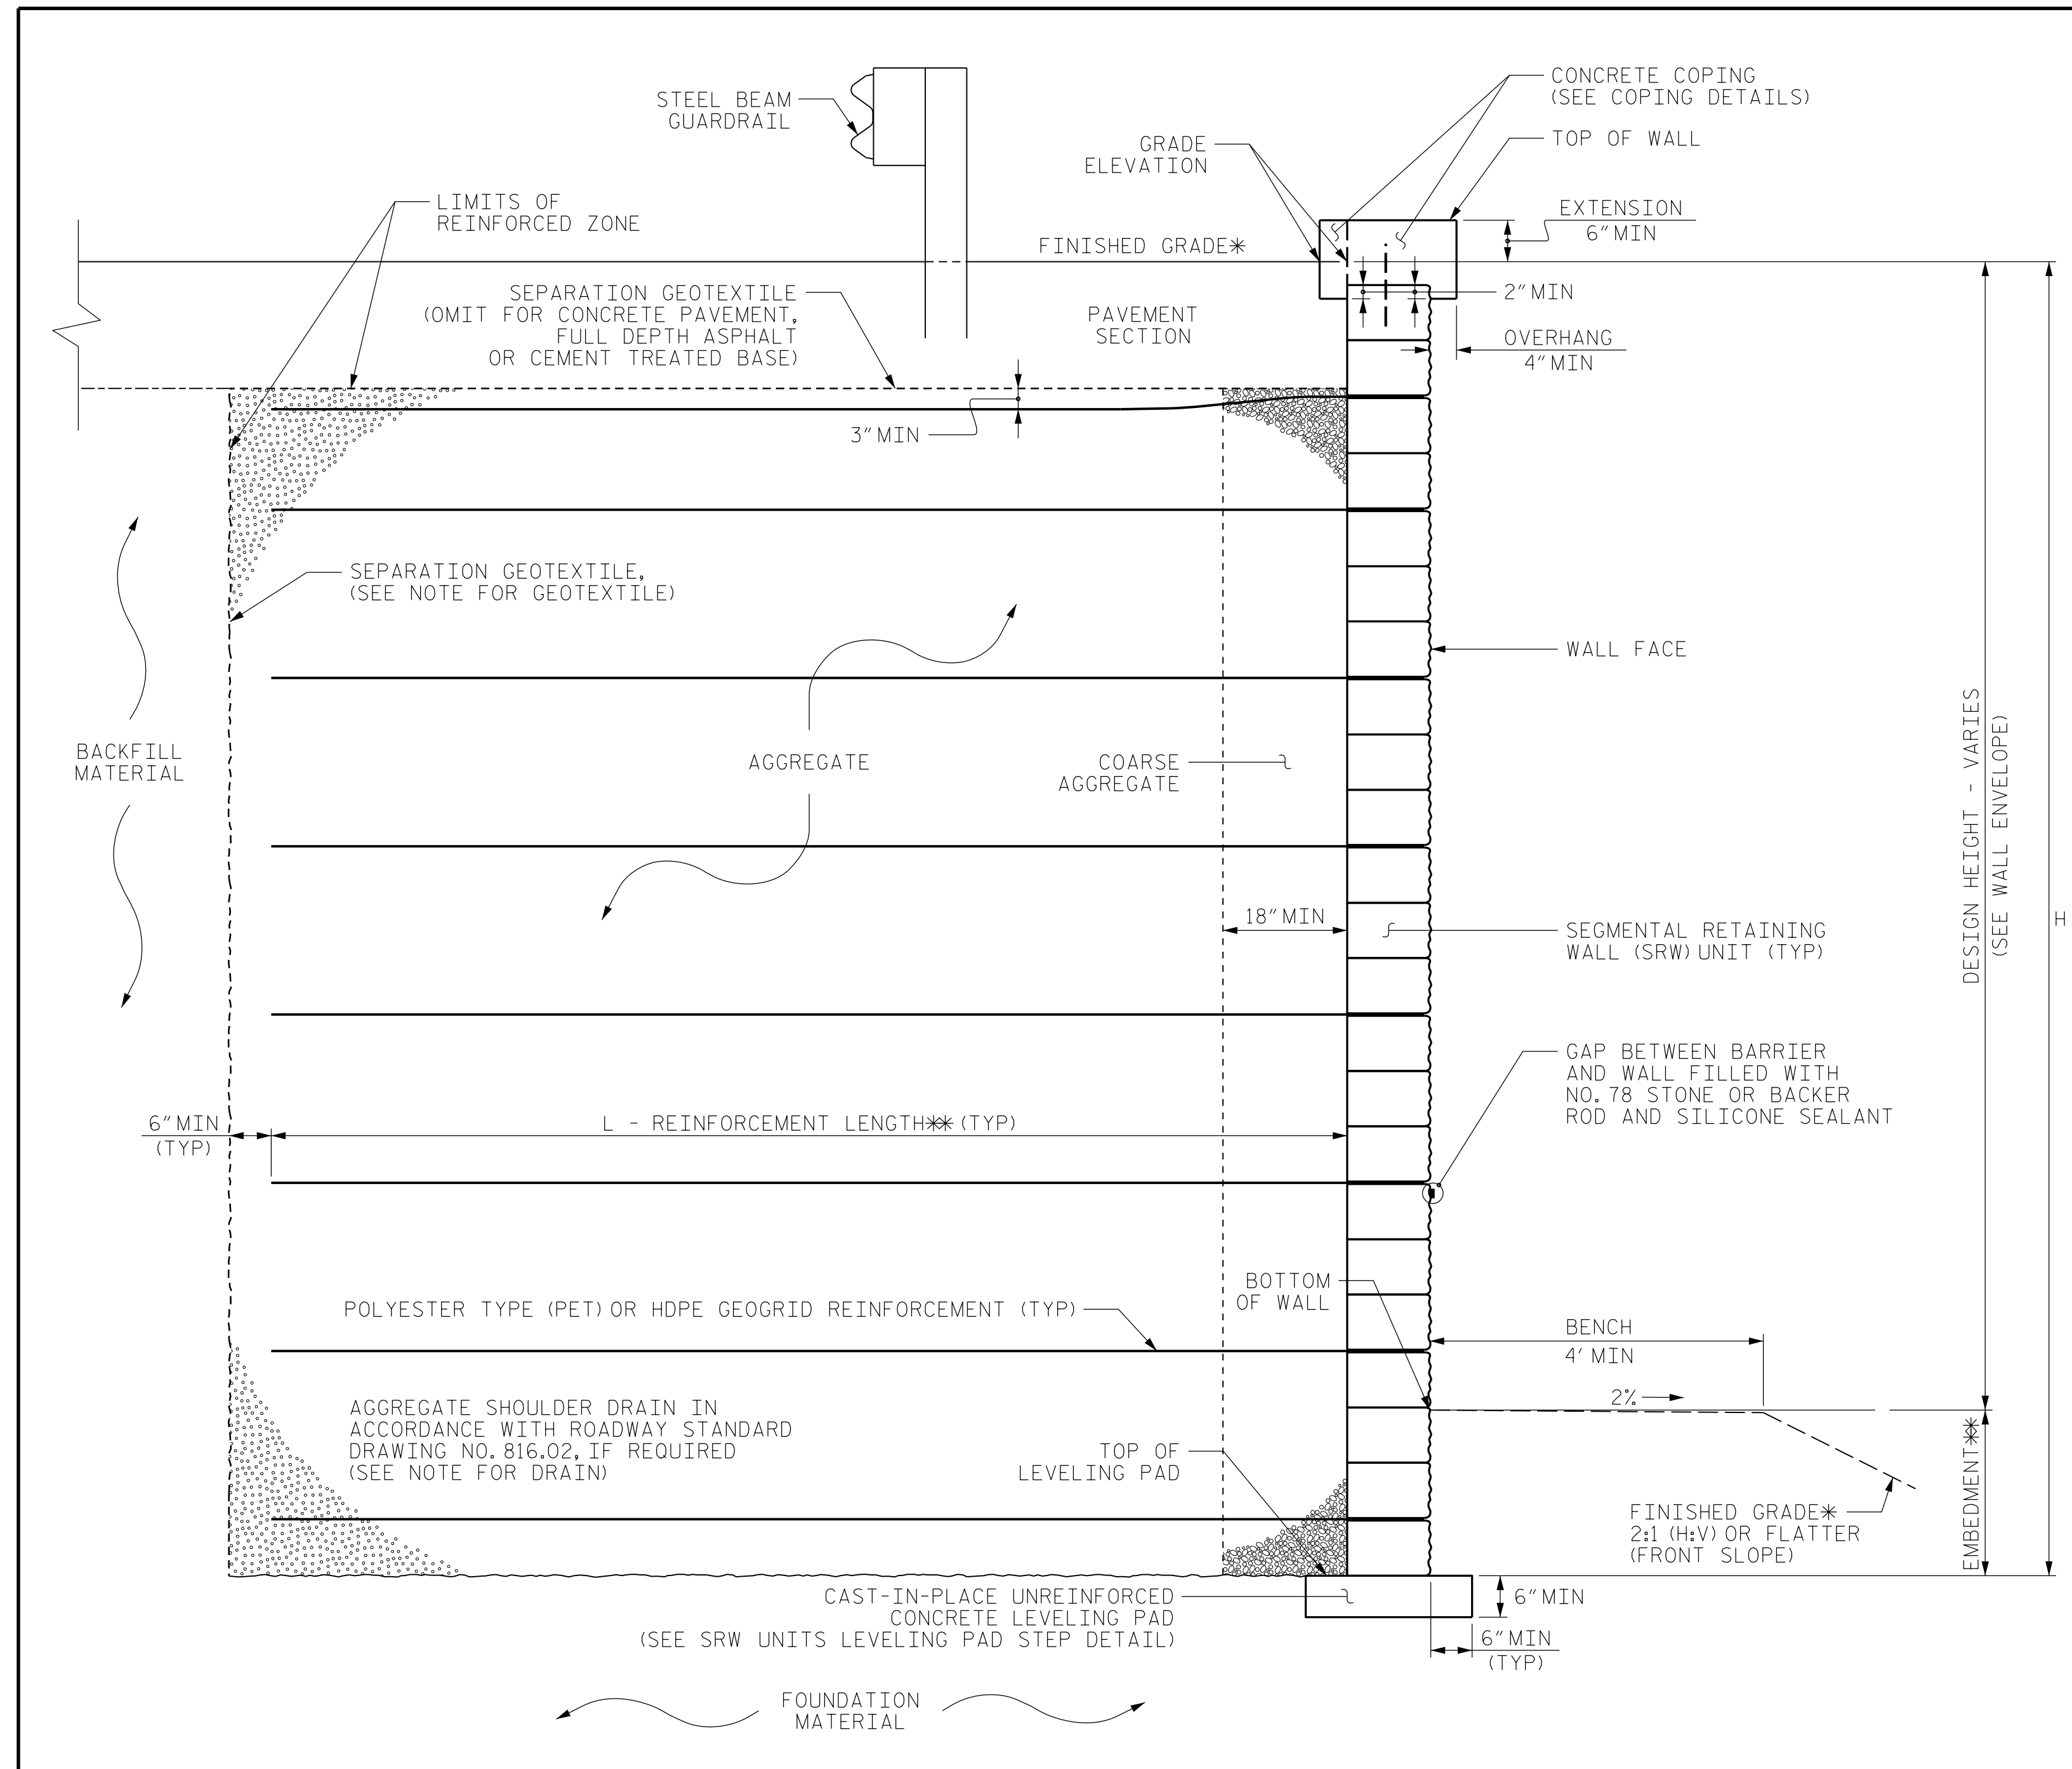 STEEL BEAM
GUARDRAIL
CONCRETE COPING
(SEE COPING DETAILS)
TOP OF WALL
GRADE
ELEVATION
LIMITS OF
REINFORCED ZONE
EXTENSION
6" MIN
FINISHED GRADE*
SEPARATION GEOTEXTILE
(OMIT FOR CONCRETE PAVEMENT,
FULL DEPTH ASPHALT
OR CEMENT TREATED BASE)
PAVEMENT
SECTION
2" MIN
OVERHANG
4" MIN
3" MIN
SEPARATION GEOTEXTILE,
(SEE NOTE FOR GEOTEXTILE)
WALL FACE
BACKFILL
MATERIAL
AGGREGATE
COARSE
AGGREGATE
DESIGN HEIGHT - VARIES
(SEE WALL ENVELOPE)
H
18" MIN
SEGMENTAL RETAINING
WALL (SRW) UNIT (TYP)
GAP BETWEEN BARRIER
AND WALL FILLED WITH
NO. 78 STONE OR BACKER
ROD AND SILICONE SEALANT
6" MIN
(TYP)
L - REINFORCEMENT LENGTH** (TYP)
BOTTOM
OF WALL
POLYESTER TYPE (PET) OR HDPE GEOGRID REINFORCEMENT (TYP)
BENCH
4' MIN
2%
AGGREGATE SHOULDER DRAIN IN
ACCORDANCE WITH ROADWAY STANDARD
DRAWING NO. 816.02, IF REQUIRED
(SEE NOTE FOR DRAIN)
TOP OF
LEVELING PAD
EMBEDMENT**
FINISHED GRADE*
2:1 (H:V) OR FLATTER
(FRONT SLOPE)
CAST-IN-PLACE UNREINFORCED
CONCRETE LEVELING PAD
(SEE SRW UNITS LEVELING PAD STEP DETAIL)
6" MIN
6" MIN
(TYP)
FOUNDATION
MATERIAL